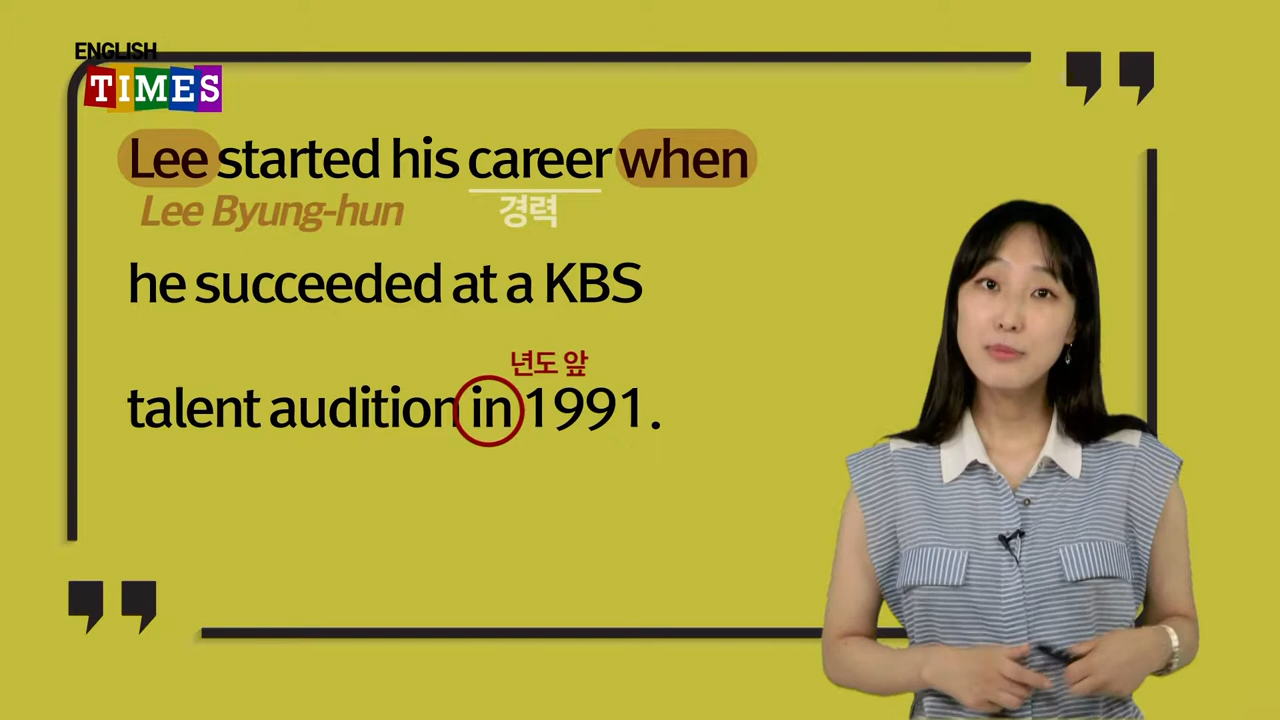 ENGLISH
TIMES
Lee started his career when
Lee Byung-hun 경력
he succeeded at a KBS
년도 앞
talent audition in 1991.